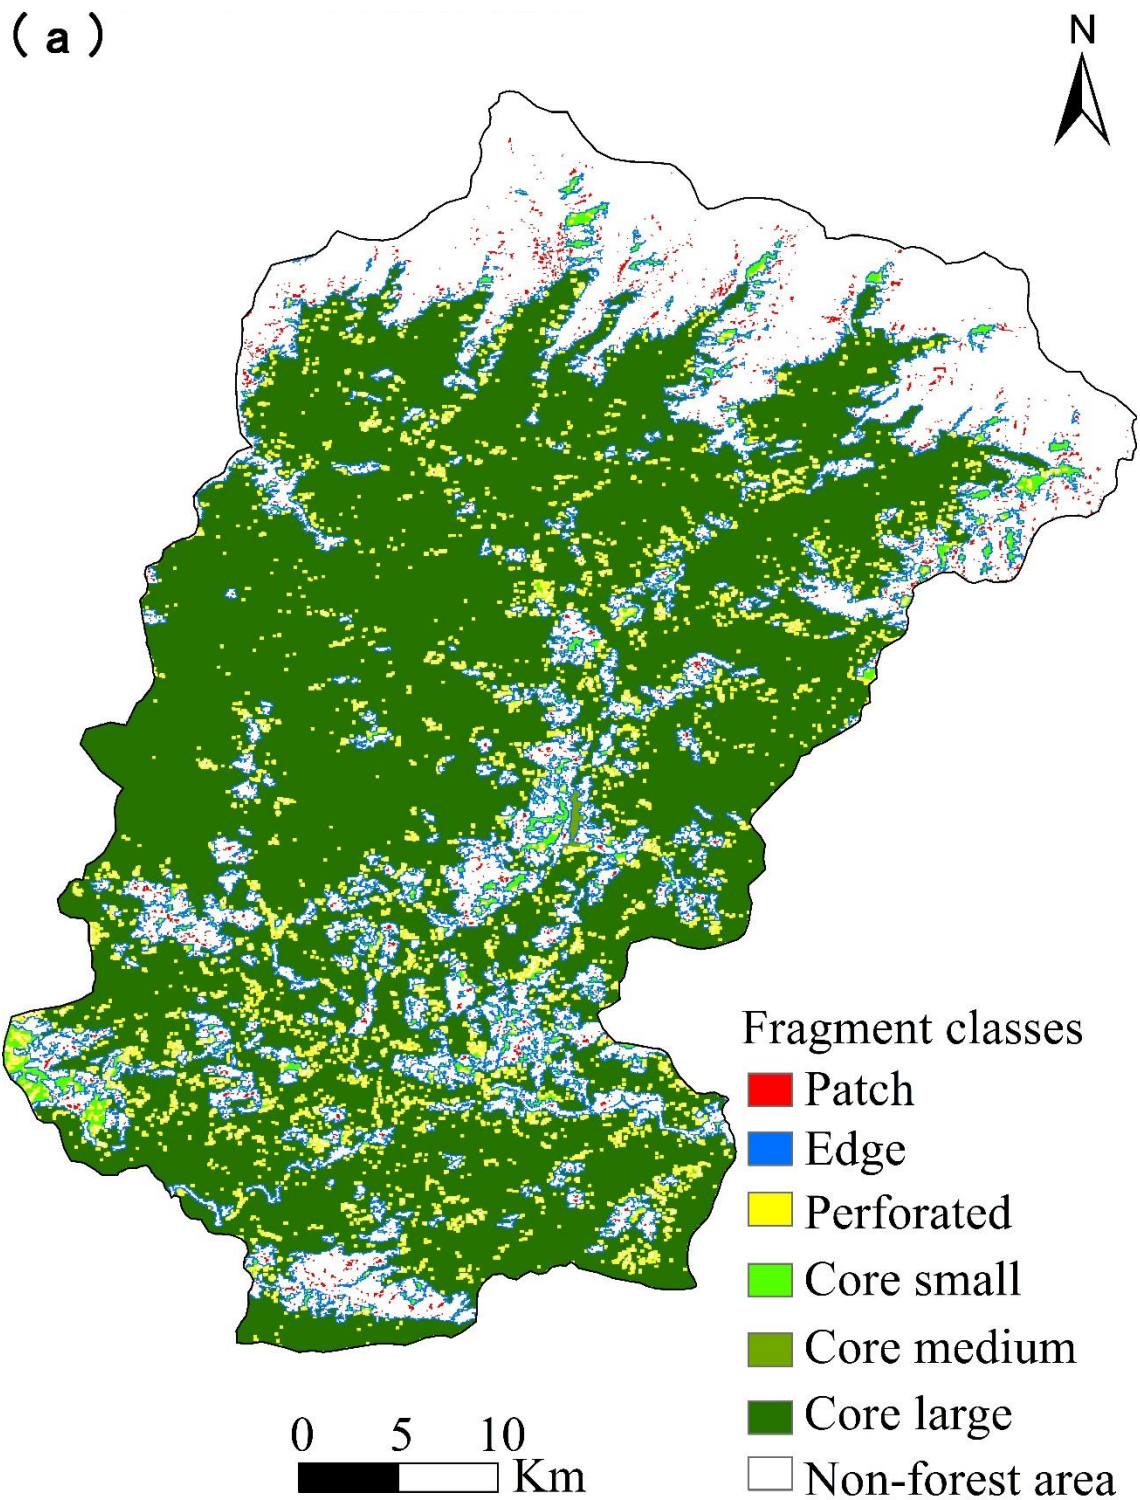 ( a )
N
Fragment classes
Patch
Edge
Perforated
Core small
Core medium
Core large
Non-forest area
0 5 10
Km